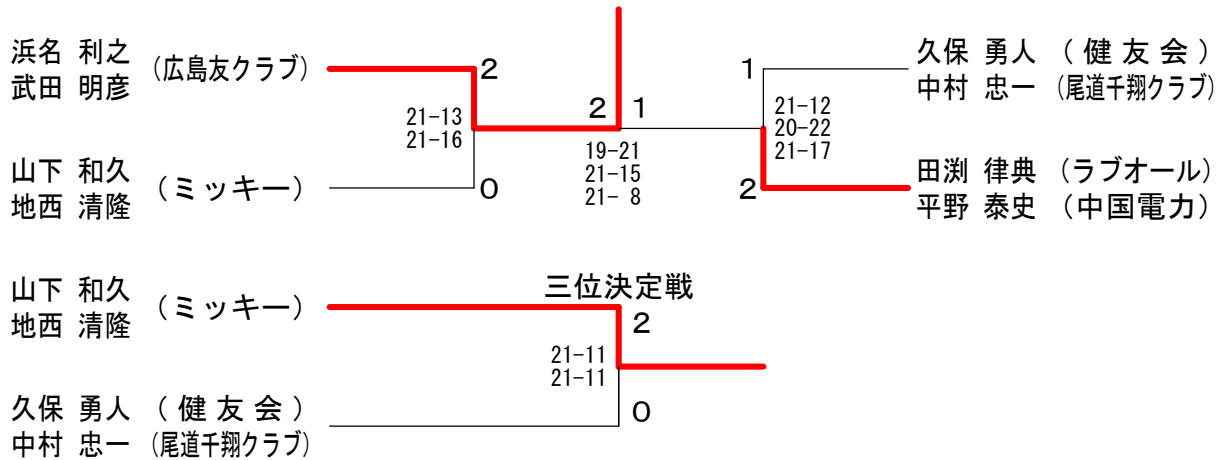 浜名 利之
武田 明彦
(広島友クラブ)
2
21-13
21-16
山下 和久
地西 清隆
(ミッキー)
0
2
1
19-21
21-15
21- 8
久保 勇人 (健友会)
中村 忠一 (尾道千翔クラブ)
1
21-12
20-22
21-17
田渕 律典 (ラブオール)
平野 泰史 (中国電力)
2
三位決定戦
山下 和久
地西 清隆
(ミッキー)
2
21-11
21-11
久保 勇人 (健友会)
中村 忠一 (尾道千翔クラブ)
0